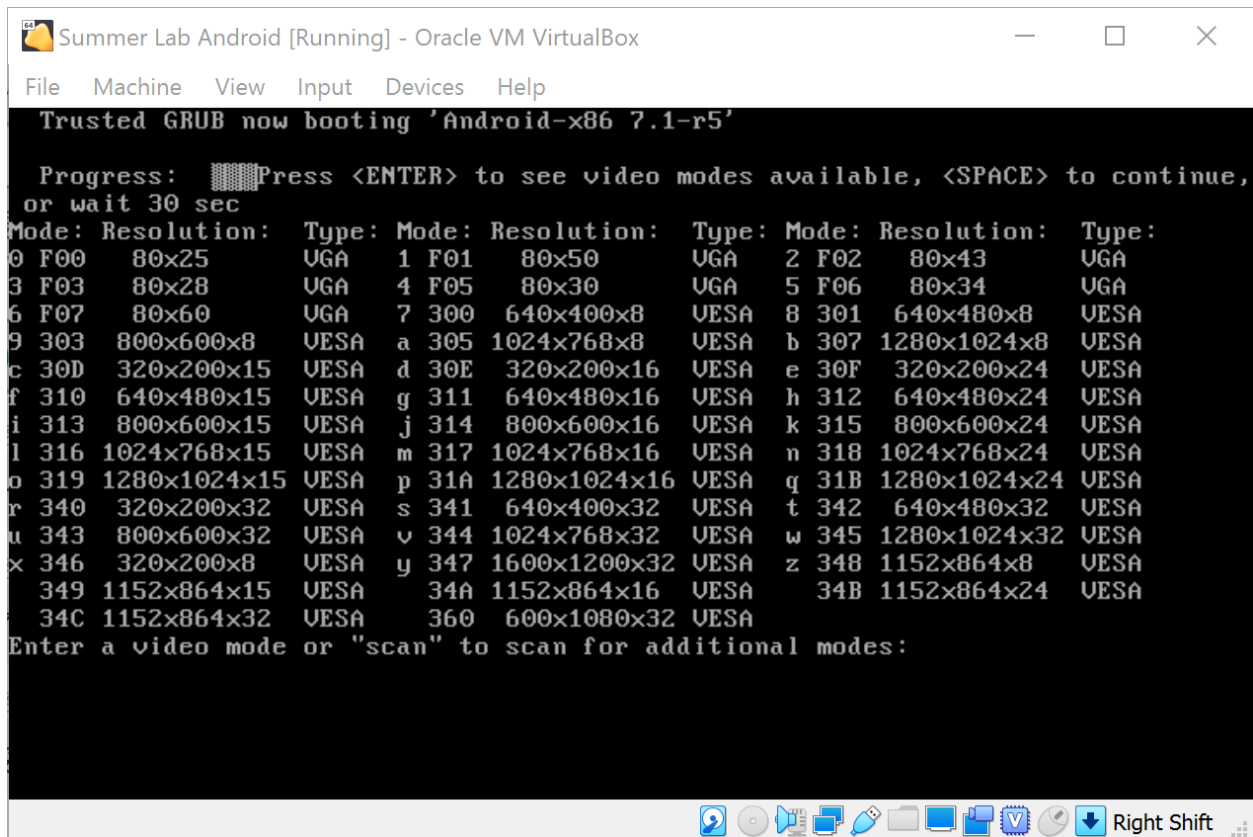 Summer Lab Android [Running] - Oracle VM VirtualBox
File Machine View Input Devices Help
Trusted GRUB now booting 'Android-x86 7.1-r5'
Progress: Press <ENTER> to see video modes available, <SPACE> to continue,
or wait 30 sec
Mode: Resolution: Type: Mode: Resolution: Type: Mode: Resolution: Type:
0 F00 80x25 VGA 1 F01 80x50 VGA 2 F02 80x43 VGA
3 F03 80x28 VGA 4 F05 80x30 VGA 5 F06 80x34 VGA
6 F07 80x60 VGA 7 300 640x400x8 VESA 8 301 640x480x8 VESA
9 303 800x600x8 VESA a 305 1024x768x8 VESA b 307 1280x1024x8 VESA
c 30D 320x200x15 VESA d 30E 320x200x16 VESA e 30F 320x200x24 VESA
f 310 640x480x15 VESA g 311 640x480x16 VESA h 312 640x480x24 VESA
i 313 800x600x15 VESA j 314 800x600x16 VESA k 315 800x600x24 VESA
l 316 1024x768x15 VESA m 317 1024x768x16 VESA n 318 1024x768x24 VESA
o 319 1280x1024x15 VESA p 31A 1280x1024x16 VESA q 31B 1280x1024x24 VESA
r 340 320x200x32 VESA s 341 640x400x32 VESA t 342 640x480x32 VESA
u 343 800x600x32 VESA v 344 1024x768x32 VESA w 345 1280x1024x32 VESA
x 346 320x200x8 VESA y 347 1600x1200x32 VESA z 348 1152x864x8 VESA
349 1152x864x15 VESA 34A 1152x864x16 VESA 34B 1152x864x24 VESA
34C 1152x864x32 VESA 360 600x1080x32 VESA
Enter a video mode or "scan" to scan for additional modes:
Right Shift